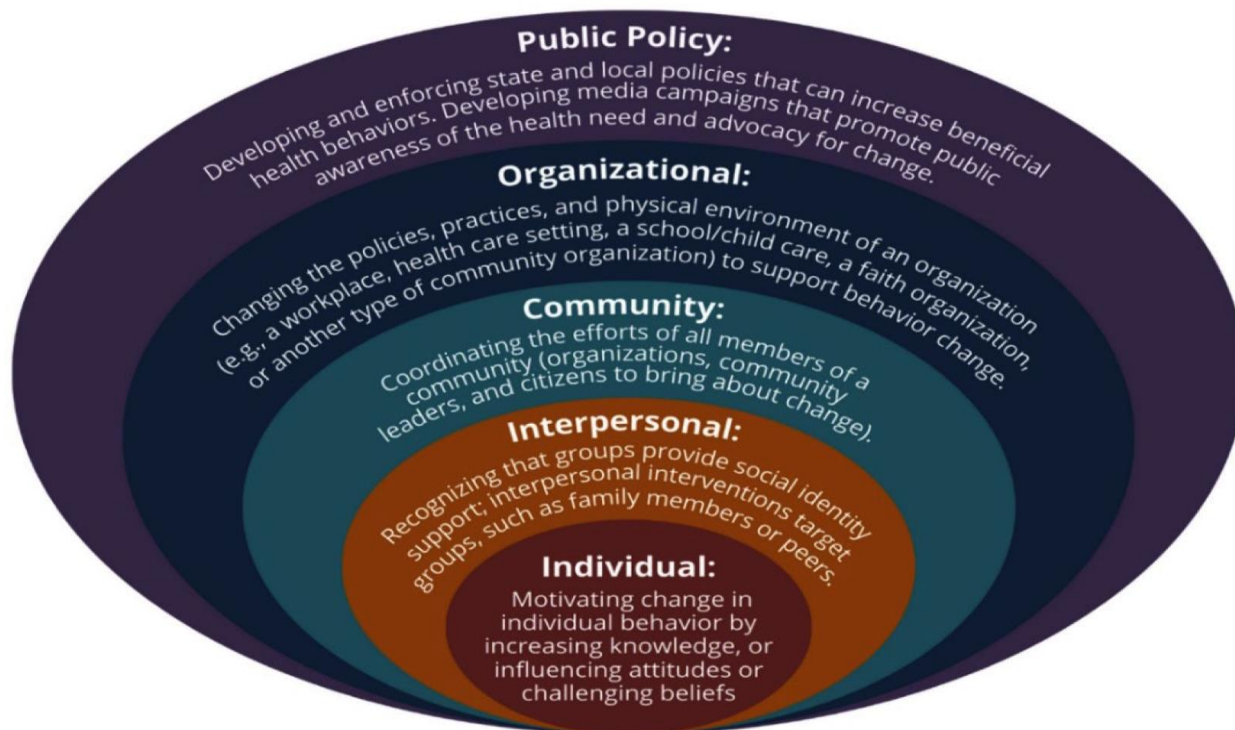 Public Policy:
Developing and enforcing state and local policies that can increase beneficial
health behaviors. Developing media campaigns that promote public
awareness of the health need and advocacy for change.
Organizational:
Changing the policies, practices, and physical environment of an organization
(e.g., a workplace, health care setting, a school/child care, a faith organization,
or another type of community organization) to support behavior change.
Community:
Coordinating the efforts of all members of a
community (organizations, community
leaders, and citizens to bring about change).
Interpersonal:
Recognizing that groups provide social identity
support; interpersonal interventions target
groups, such as family members or peers.
Individual:
Motivating change in
individual behavior by
increasing knowledge, or
influencing attitudes or
challenging beliefs